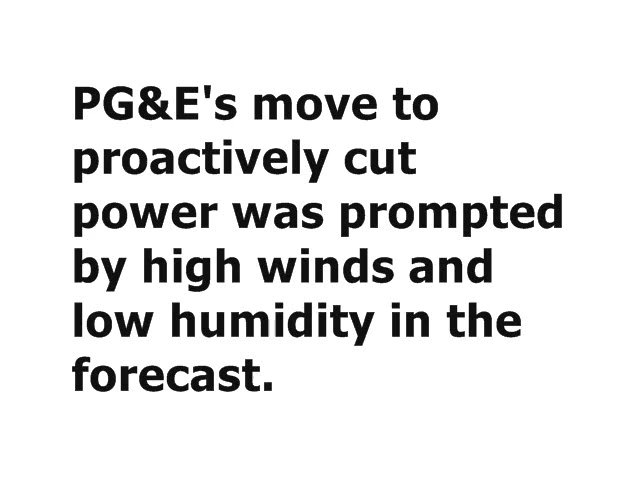 PG&E's move to
proactively cut
power was prompted
by high winds and
low humidity in the
forecast.